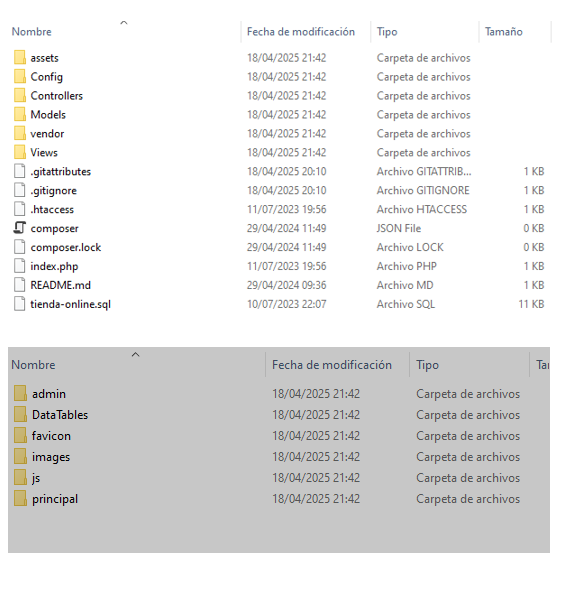 Nombre Fecha de modificación Tipo Tamaño
assets 18/04/2025 21:42 Carpeta de archivos
Config 18/04/2025 21:42 Carpeta de archivos
Controllers 18/04/2025 21:42 Carpeta de archivos
Models 18/04/2025 21:42 Carpeta de archivos
vendor 18/04/2025 21:42 Carpeta de archivos
Views 18/04/2025 21:42 Carpeta de archivos
.gitattributes 18/04/2025 20:10 Archivo GITATTRIB... 1 KB
.gitignore 18/04/2025 20:10 Archivo GITIGNORE 1 KB
.htaccess 11/07/2023 19:56 Archivo HTACCESS 1 KB
composer 29/04/2024 11:49 JSON File 0 KB
composer.lock 29/04/2024 11:49 Archivo LOCK 0 KB
index.php 11/07/2023 19:56 Archivo PHP 1 KB
README.md 29/04/2024 09:36 Archivo MD 1 KB
tienda-online.sql 10/07/2023 22:07 Archivo SQL 11 KB
Nombre Fecha de modificación Tipo Tar
admin 18/04/2025 21:42 Carpeta de archivos
DataTables 18/04/2025 21:42 Carpeta de archivos
favicon 18/04/2025 21:42 Carpeta de archivos
images 18/04/2025 21:42 Carpeta de archivos
js 18/04/2025 21:42 Carpeta de archivos
principal 18/04/2025 21:42 Carpeta de archivos